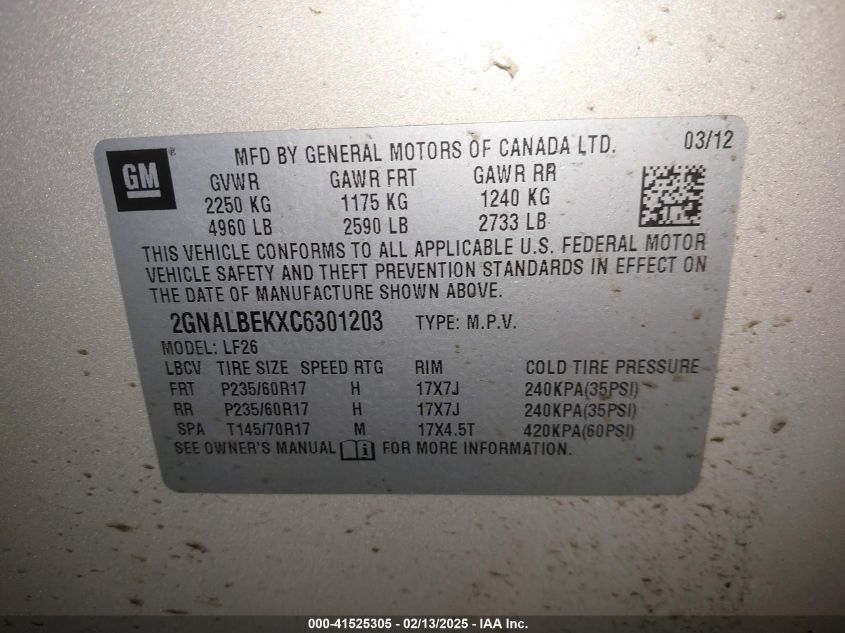 GM ® MFD BY GENERAL MOTORS OF CANADA LTD. 03/12
GVWR GAWR FRT GAWR RR
2250 KG 1175 KG 1240 KG
4960 LB 2590 LB 2733 LB
THIS VEHICLE CONFORMS TO ALL APPLICABLE U.S. FEDERAL MOTOR
VEHICLE SAFETY AND THEFT PREVENTION STANDARDS IN EFFECT ON
THE DATE OF MANUFACTURE SHOWN ABOVE.
2GNALBEKXC6301203 TYPE: M.P.V.
MODEL: LF26
LBCV TIRE SIZE SPEED RTG RIM COLD TIRE PRESSURE
FRT P235/60R17 H 17X7J 240KPA(35PSI)
RR P235/60R17 H 17X7J 240KPA(35PSI)
SPA T145/70R17 M 17X4.5T 420KPA(60PSI)
SEE OWNER'S MANUAL i FOR MORE INFORMATION.
000-41525305 - 02/13/2025 - IAA Inc.